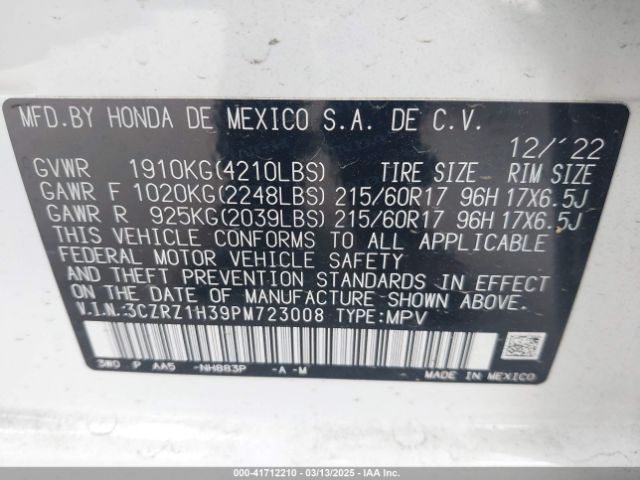 MFD.BY HONDA DE MEXICO S.A. DE C.V.
12/'22
GVWR 1910KG(4210LBS) TIRE SIZE RIM SIZE
GAWR F 1020KG(2248LBS) 215/60R17 96H 17X6.5J
GAWR R 925KG(2039LBS) 215/60R17 96H 17X6.5J
THIS VEHICLE CONFORMS TO ALL APPLICABLE
FEDERAL MOTOR VEHICLE SAFETY
AND THEFT PREVENTION STANDARDS IN EFFECT
ON THE DATE OF MANUFACTURE SHOWN ABOVE.
V.I.N.:3CZRZ1H39PM723008 TYPE:MPV
3W0 P AA5 -NH883P -A -M
MADE IN MEXICO
000-41712210 - 03/13/2025 - IAA Inc.